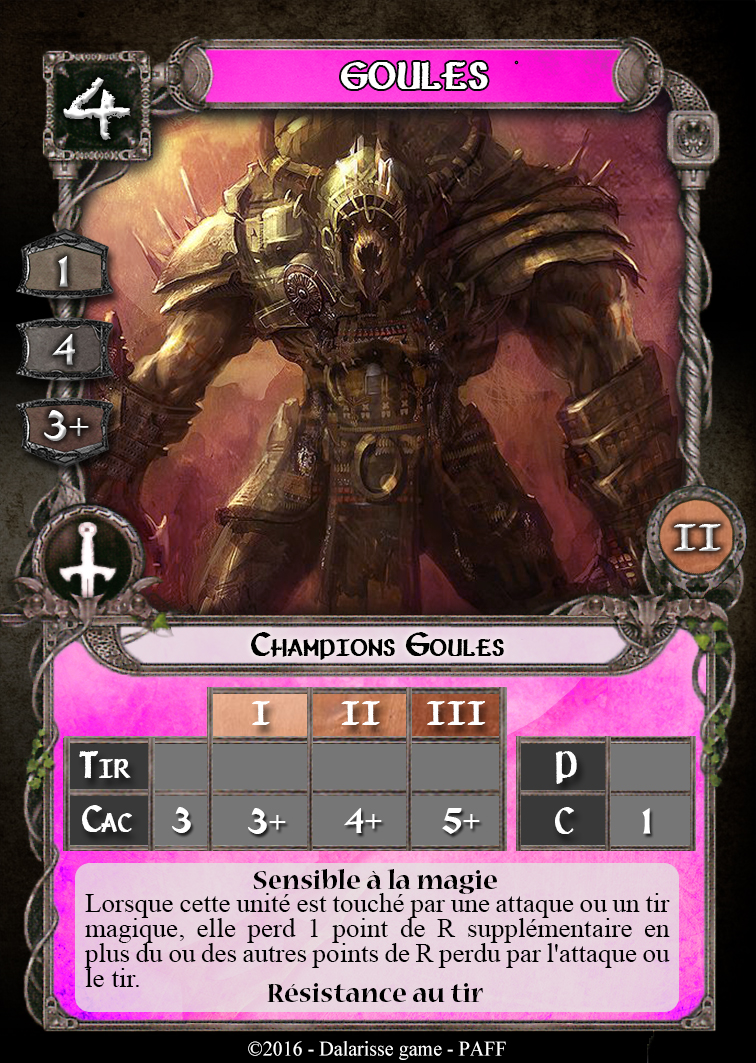 GOULES
4
1
4
3+
II
CHAMPIONS GOULES
I II III
TIR P
CAC 3 3+ 4+ 5+ C 1
Sensible à la magie
Lorsque cette unité est touché par une attaque ou un tir
magique, elle perd 1 point de R supplémentaire en
plus du ou des autres points de R perdu par l'attaque ou
le tir.
Résistance au tir
©2016 - Dalarisse game - PAFF